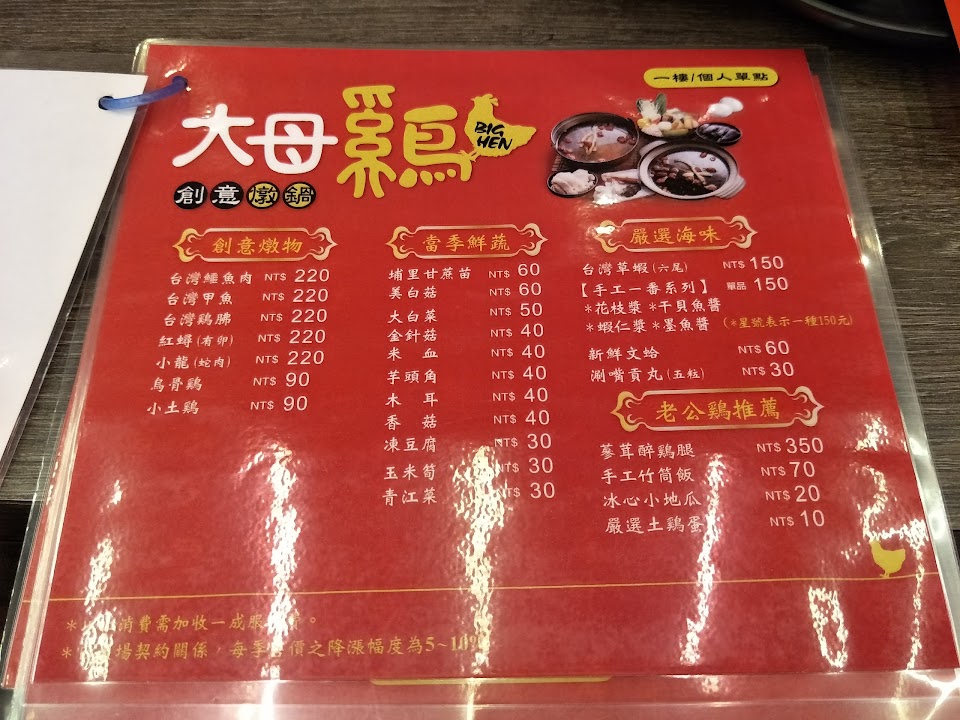 一樓/個人單點
大母鷄
BIG HEN
創意燉鍋
創意燉物
台灣鱷魚肉 NT$ 220
台灣甲魚 NT$ 220
台灣鷄腨 NT$ 220
紅蟳(有卵) NT$ 220
小龍(蛇肉) NT$ 220
烏骨鷄 NT$ 90
小土鷄 NT$ 90
當季鮮蔬
埔里甘蔗苗 NT$ 60
美白菇 NT$ 60
大白菜 NT$ 50
金針菇 NT$ 40
米血 NT$ 40
芋頭角 NT$ 40
木耳 NT$ 40
香菇 NT$ 40
凍豆腐 NT$ 30
玉米筍 NT$ 30
青江菜 NT$ 30
嚴選海味
台灣草蝦(六尾) NT$ 150
【手工一番系列】 單品 150
*花枝漿 *干貝魚醬
*蝦仁漿 *墨魚醬 (*星號表示一種150元)
新鮮文蛤 NT$ 60
涮嘴貢丸(五粒) NT$ 30
老公鷄推薦
蔘茸醉鷄腿 NT$ 350
手工竹筒飯 NT$ 70
冰心小地瓜 NT$ 20
嚴選土鷄蛋 NT$ 10
消費需加收一成服 。
場契約關係，每季 價之降漲幅度為5~10%